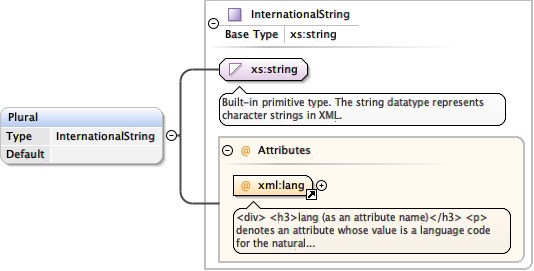 InternationalString
Base Type xs:string
xs:string
Built-in primitive type. The string datatype represents
character strings in XML.
Plural
Type InternationalString
Default
@ Attributes
@ xml:lang
<div> <h3>lang (as an attribute name)</h3> <p>
denotes an attribute whose value is a language code
for the natural...